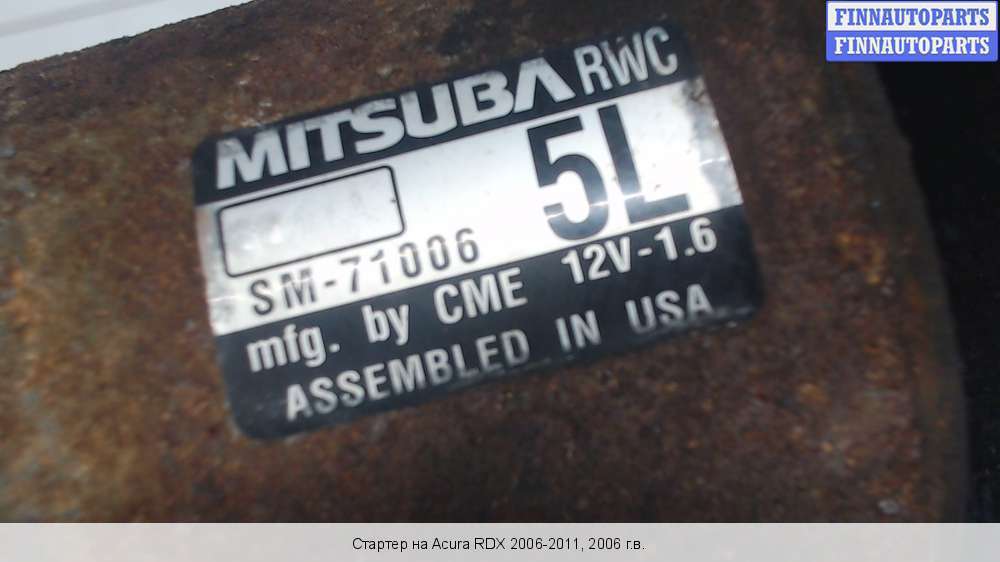 FINNAUTOPARTS
FINNAUTOPARTS
MITSUBA RWC
5L
SM-71006 12V-1.6
mfg. by CME
ASSEMBLED IN USA
Стартер на Acura RDX 2006-2011, 2006 г.в.